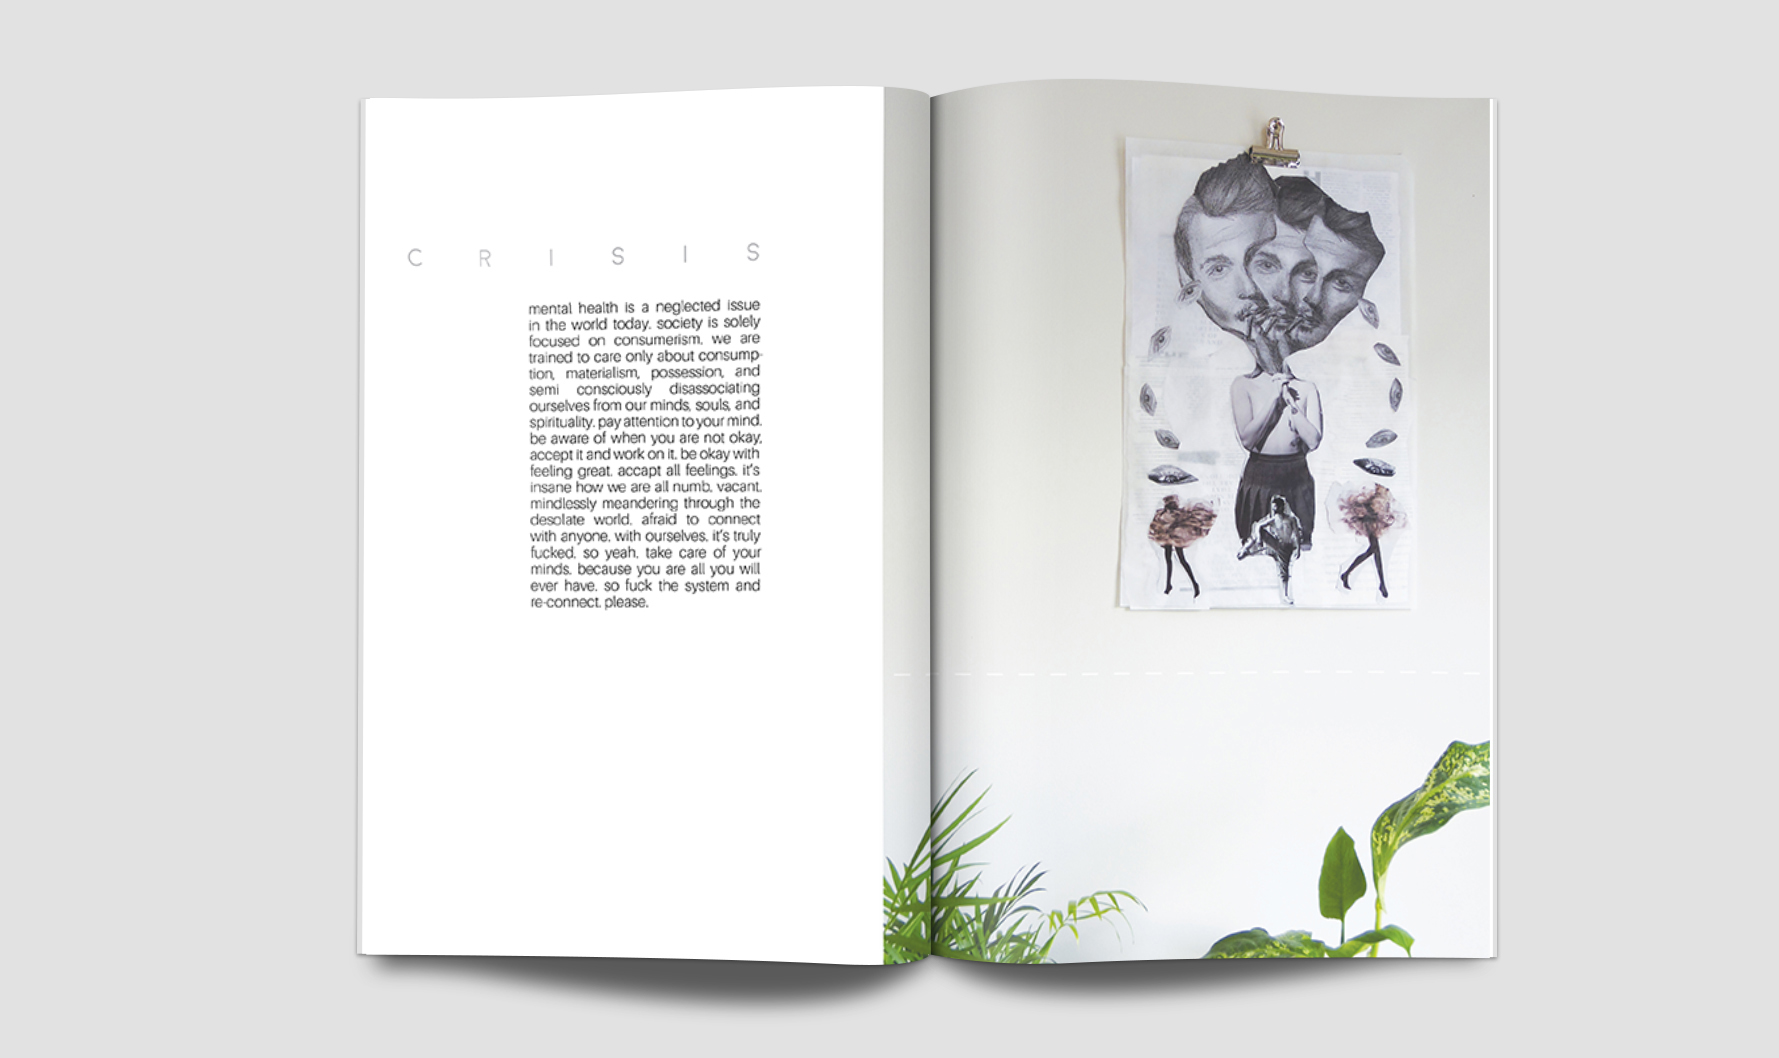 C R I S I S
mental health is a neglected issue
in the world today. society is solely
focused on consumerism. we are
trained to care only about consump-
tion, materialism, possession, and
semi consciously disassociating
ourselves from our minds, souls, and
spirituality. pay attention to your mind.
be aware of when you are not okay,
accept it and work on it. be okay with
feeling great. accapt all feelings. it's
insane how we are all numb. vacant.
mindlessly meandering through the
desolate world. afraid to connect
with anyone. with ourselves. it's truly
fucked. so yeah. take care of your
minds. because you are all you will
ever have. so fuck the system and
re-connect. please.